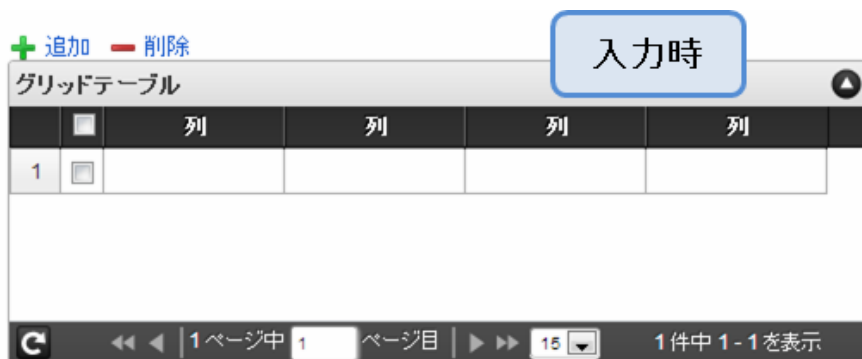 追加 削除
入力時
グリッドテーブル
列 列 列 列
1
1 ページ中 1 ページ目 15 1 件中 1 - 1 を表示